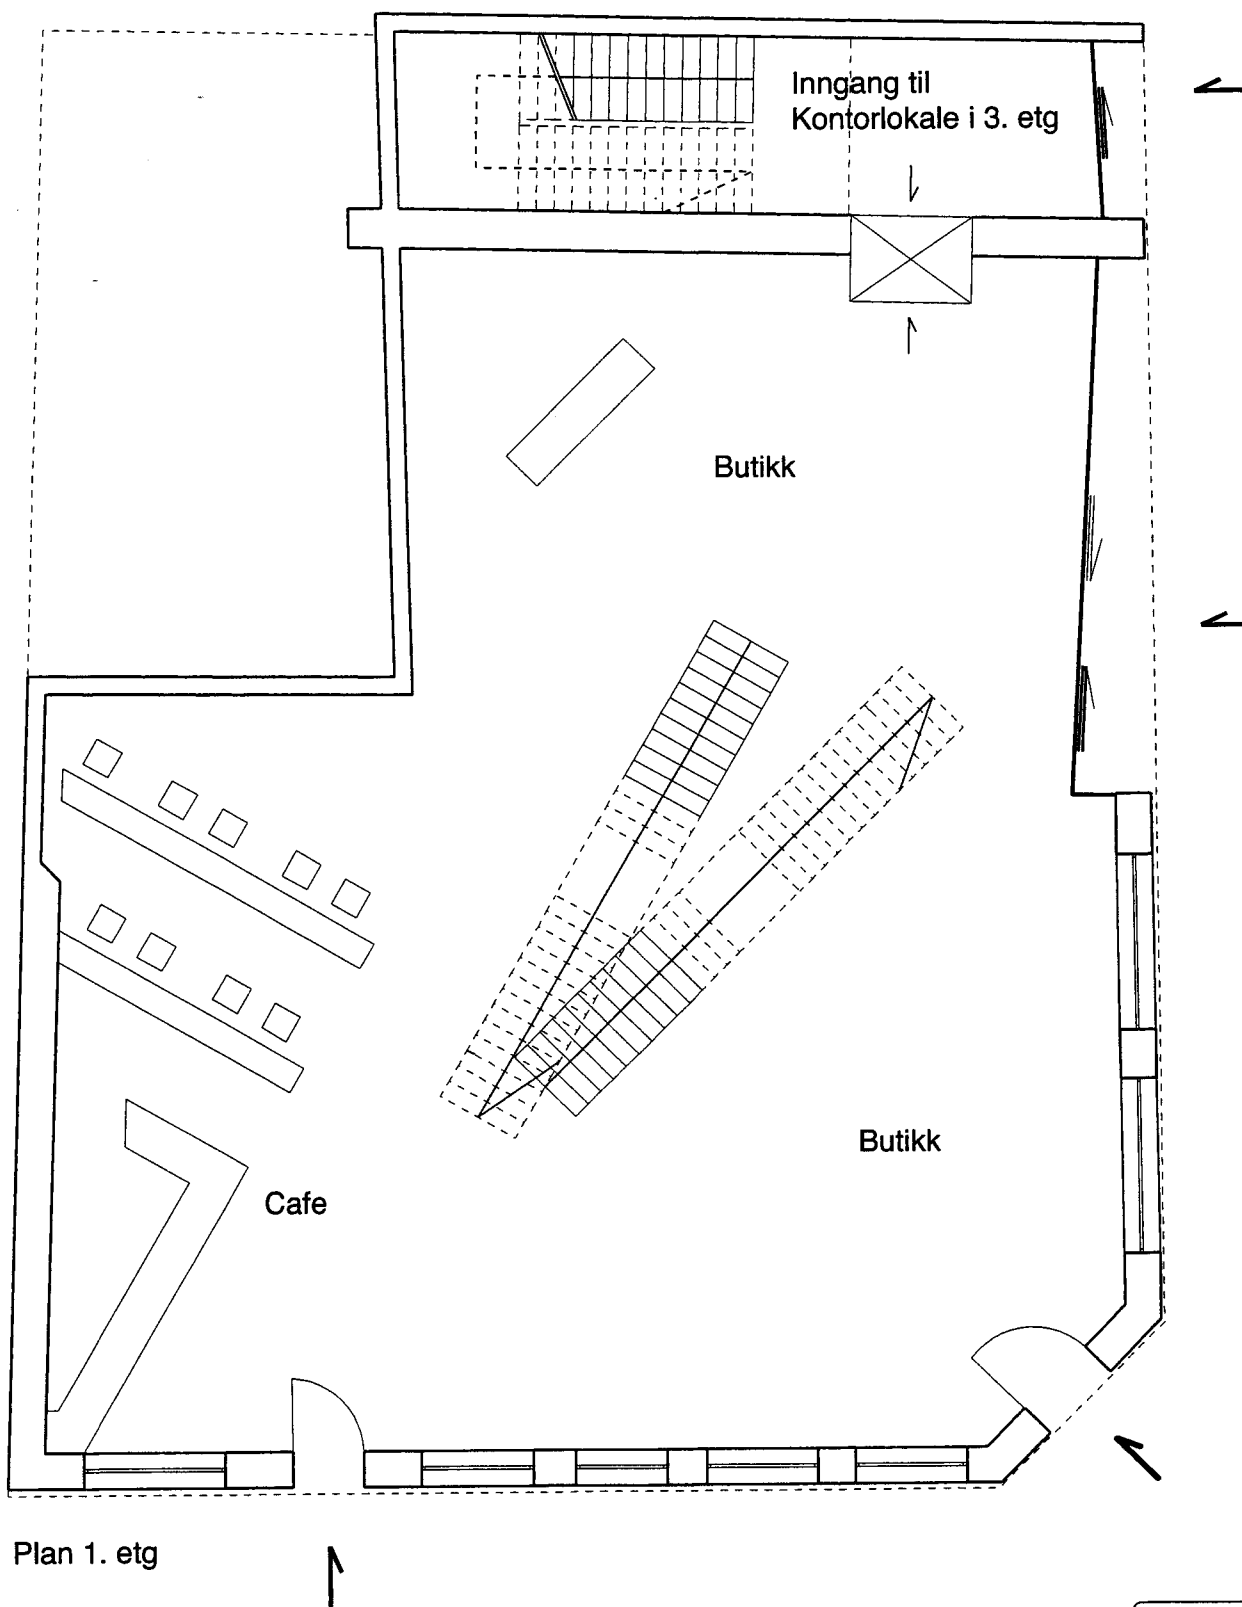 Inngang til
Kontorlokale i 3. etg
Butikk
Butikk
Cafe
Plan 1. etg